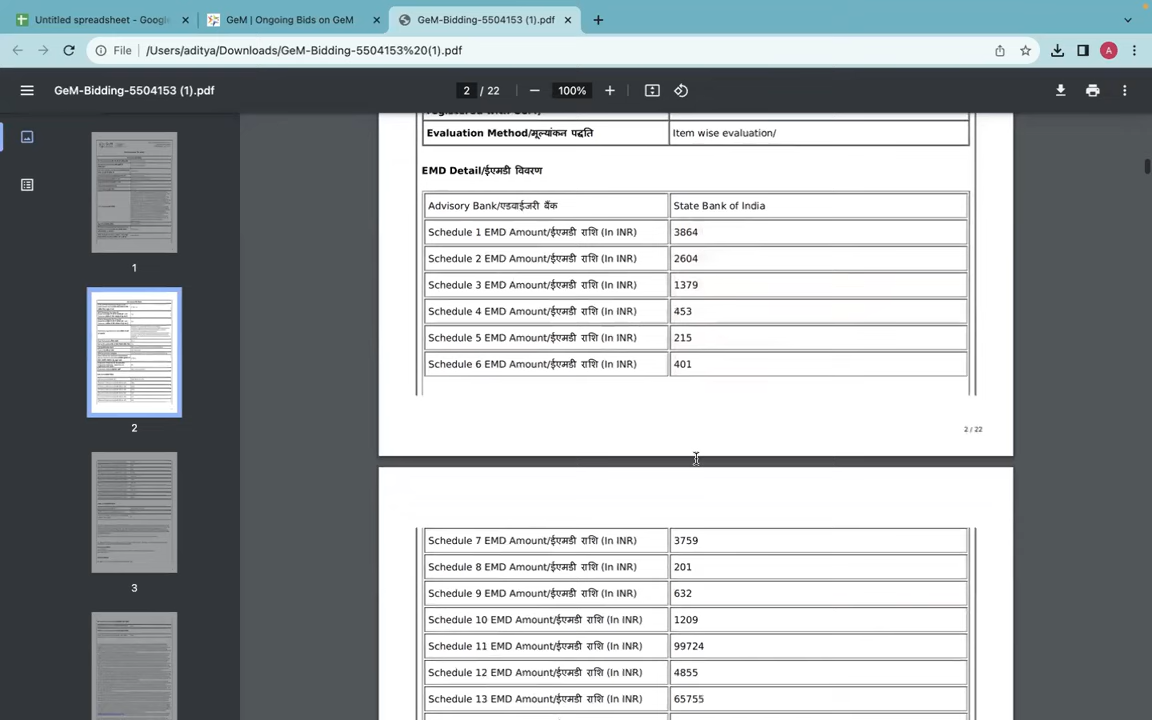 Untitled spreadsheet - Google
GeM | Ongoing Bids on GeM
GeM-Bidding-5504153 (1).pdf
File /Users/aditya/Downloads/GeM-Bidding-5504153%20(1).pdf
A
GeM-Bidding-5504153 (1).pdf
2 / 22
100%
Evaluation Method/मूल्यांकन पद्धति Item wise evaluation/
EMD Detail/ईएमडी विवरण
Advisory Bank/एडवाईजरी बैंक State Bank of India
Schedule 1 EMD Amount/ईएमडी राशि (In INR) 3864
Schedule 2 EMD Amount/ईएमडी राशि (In INR) 2604
Schedule 3 EMD Amount/ईएमडी राशि (In INR) 1379
Schedule 4 EMD Amount/ईएमडी राशि (In INR) 453
Schedule 5 EMD Amount/ईएमडी राशि (In INR) 215
Schedule 6 EMD Amount/ईएमडी राशि (In INR) 401
2 / 22
Schedule 7 EMD Amount/ईएमडी राशि (In INR) 3759
Schedule 8 EMD Amount/ईएमडी राशि (In INR) 201
Schedule 9 EMD Amount/ईएमडी राशि (In INR) 632
Schedule 10 EMD Amount/ईएमडी राशि (In INR) 1209
Schedule 11 EMD Amount/ईएमडी राशि (In INR) 99724
Schedule 12 EMD Amount/ईएमडी राशि (In INR) 4855
Schedule 13 EMD Amount/ईएमडी राशि (In INR) 65755
1
2
3